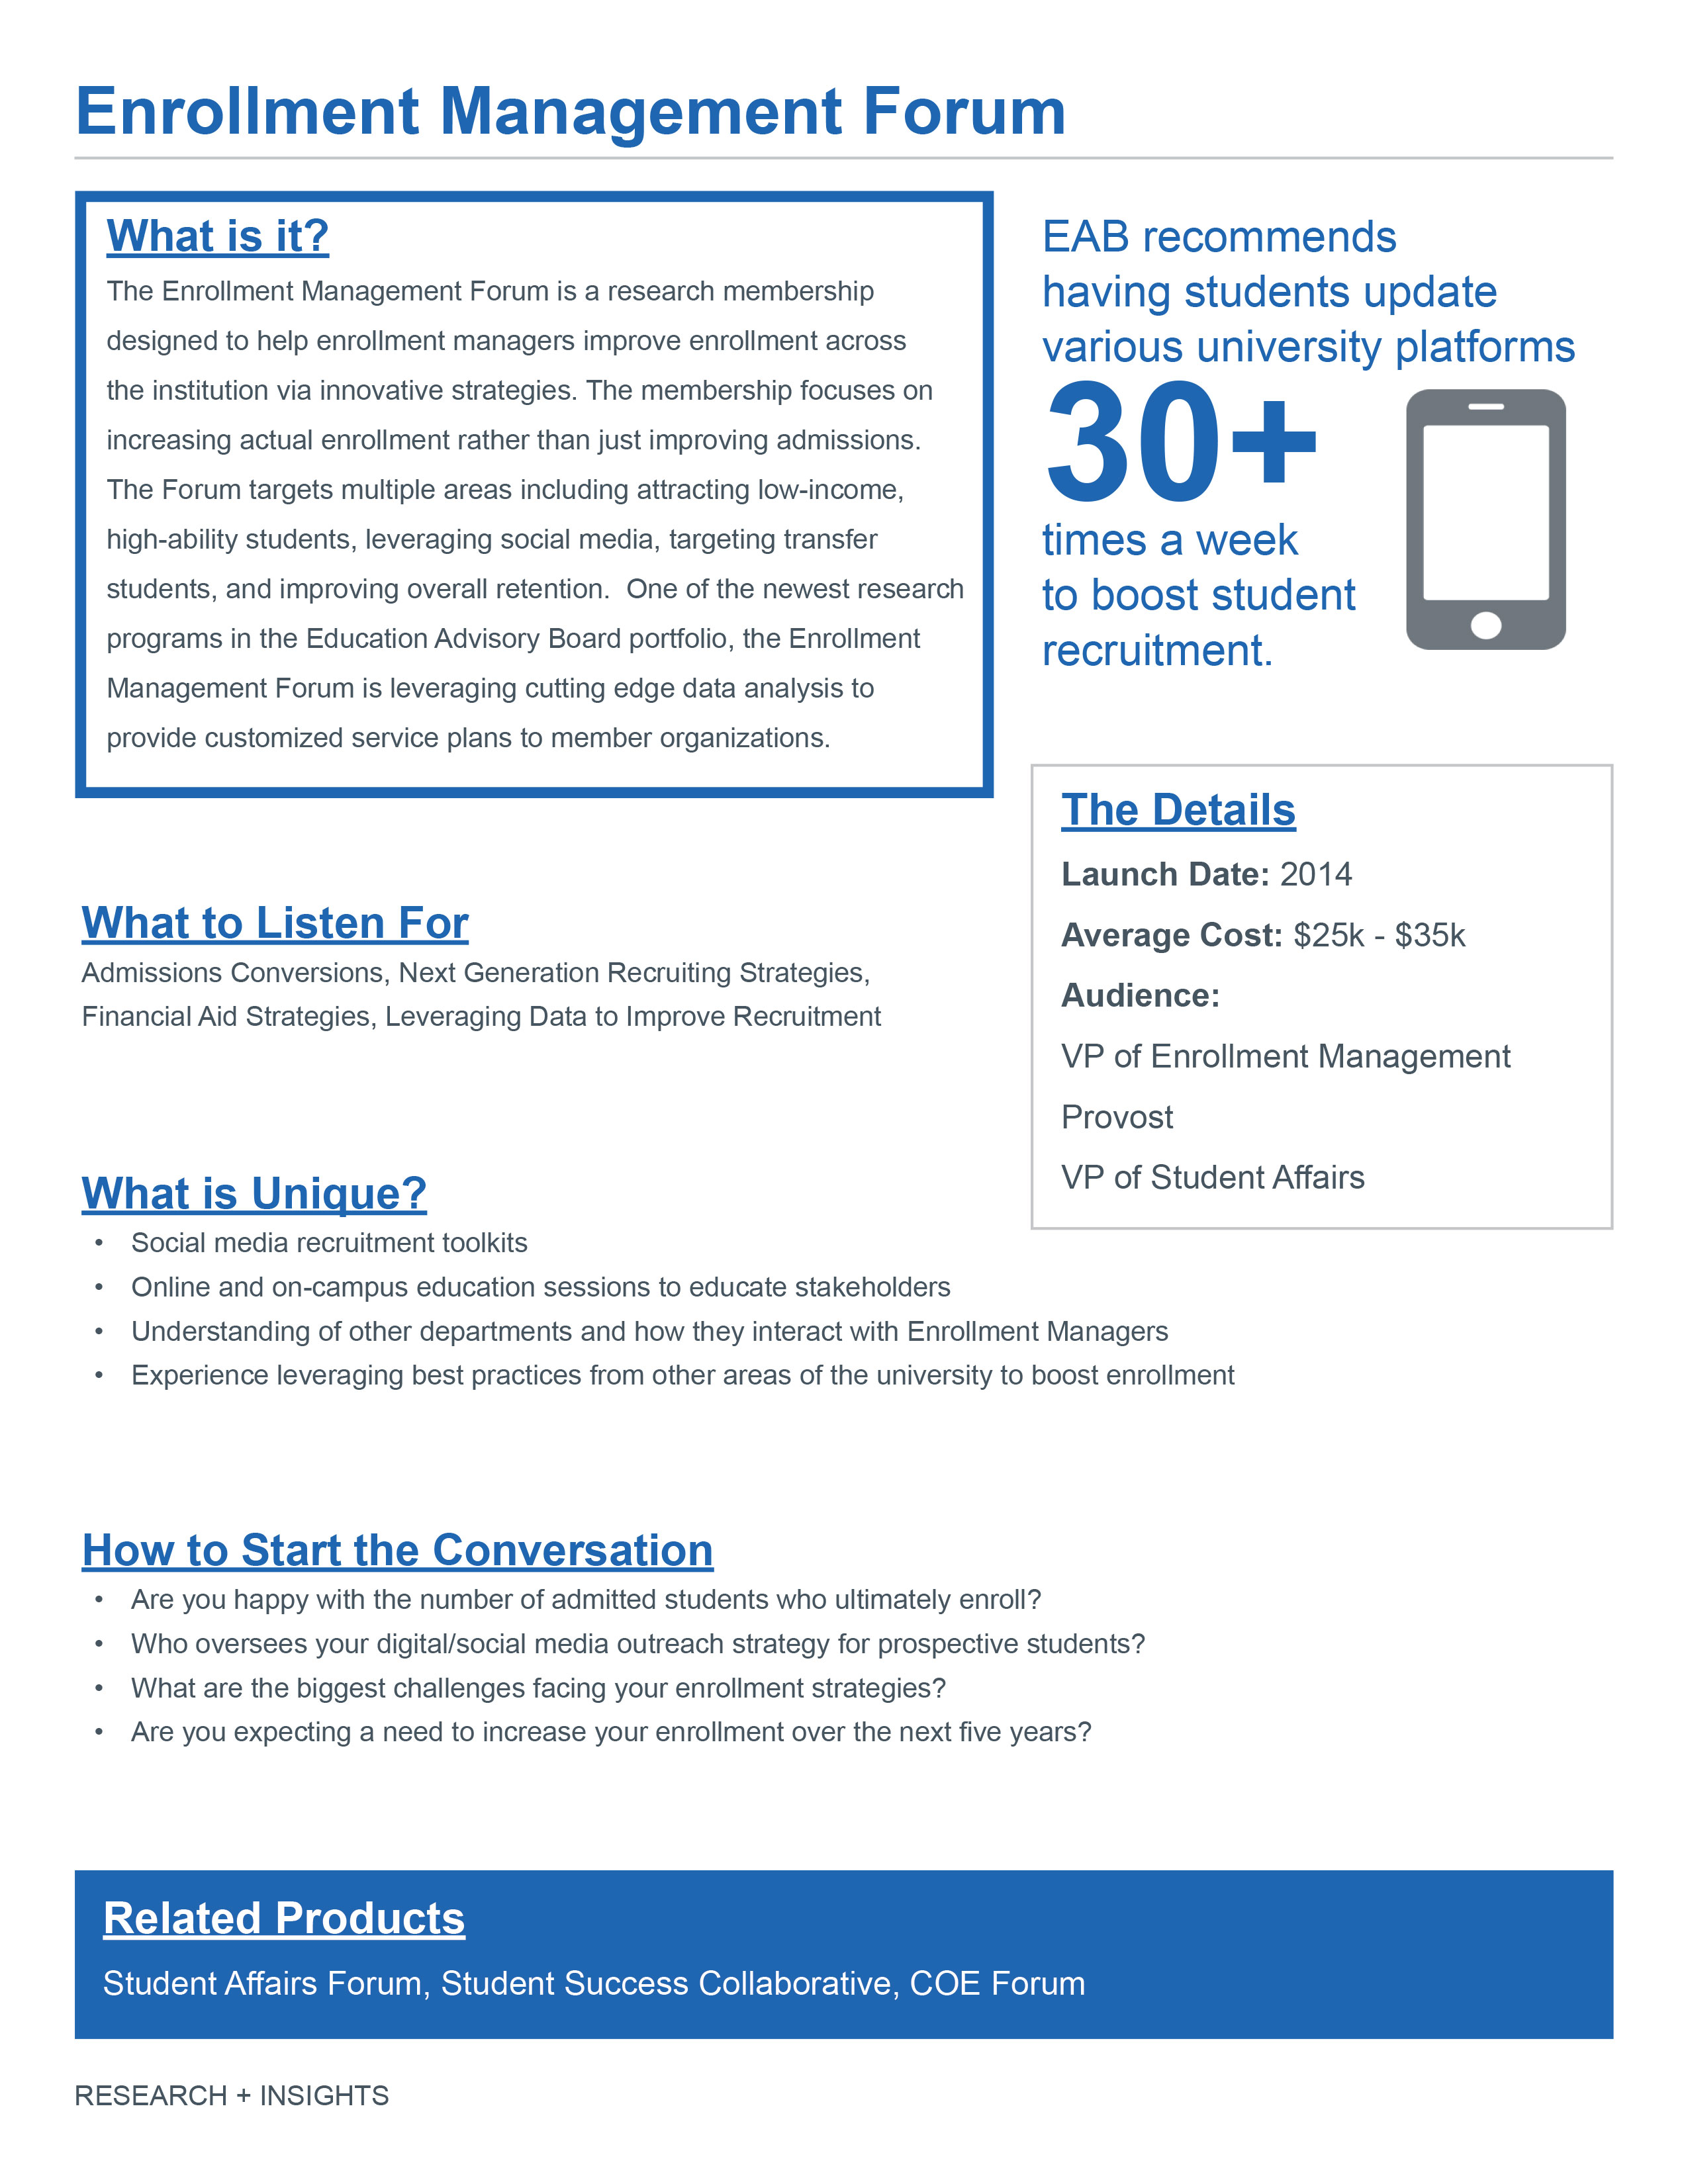 Enrollment Management Forum
What is it?
The Enrollment Management Forum is a research membership
designed to help enrollment managers improve enrollment across
the institution via innovative strategies. The membership focuses on
increasing actual enrollment rather than just improving admissions.
The Forum targets multiple areas including attracting low-income,
high-ability students, leveraging social media, targeting transfer
students, and improving overall retention.  One of the newest research
programs in the Education Advisory Board portfolio, the Enrollment
Management Forum is leveraging cutting edge data analysis to
provide customized service plans to member organizations.
EAB recommends
having students update
various university platforms
30+
times a week
to boost student
recruitment.
The Details
Launch Date: 2014
Average Cost: $25k - $35k
Audience:
VP of Enrollment Management
Provost
VP of Student Affairs
What to Listen For
Admissions Conversions, Next Generation Recruiting Strategies,
Financial Aid Strategies, Leveraging Data to Improve Recruitment
What is Unique?
• Social media recruitment toolkits
• Online and on-campus education sessions to educate stakeholders
• Understanding of other departments and how they interact with Enrollment Managers
• Experience leveraging best practices from other areas of the university to boost enrollment
How to Start the Conversation
• Are you happy with the number of admitted students who ultimately enroll?
• Who oversees your digital/social media outreach strategy for prospective students?
• What are the biggest challenges facing your enrollment strategies?
• Are you expecting a need to increase your enrollment over the next five years?
Related Products
Student Affairs Forum, Student Success Collaborative, COE Forum
RESEARCH + INSIGHTS